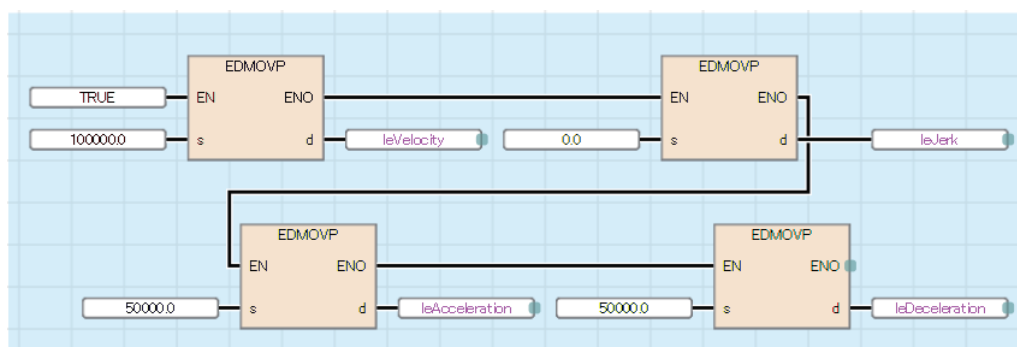 EDMOVP EDMOVP
TRUE EN ENO EN ENO
100000.0 s d leVelocity 0.0 s d leJerk
EDMOVP EDMOVP
EN ENO EN ENO
50000.0 s d leAcceleration 50000.0 s d leDeceleration